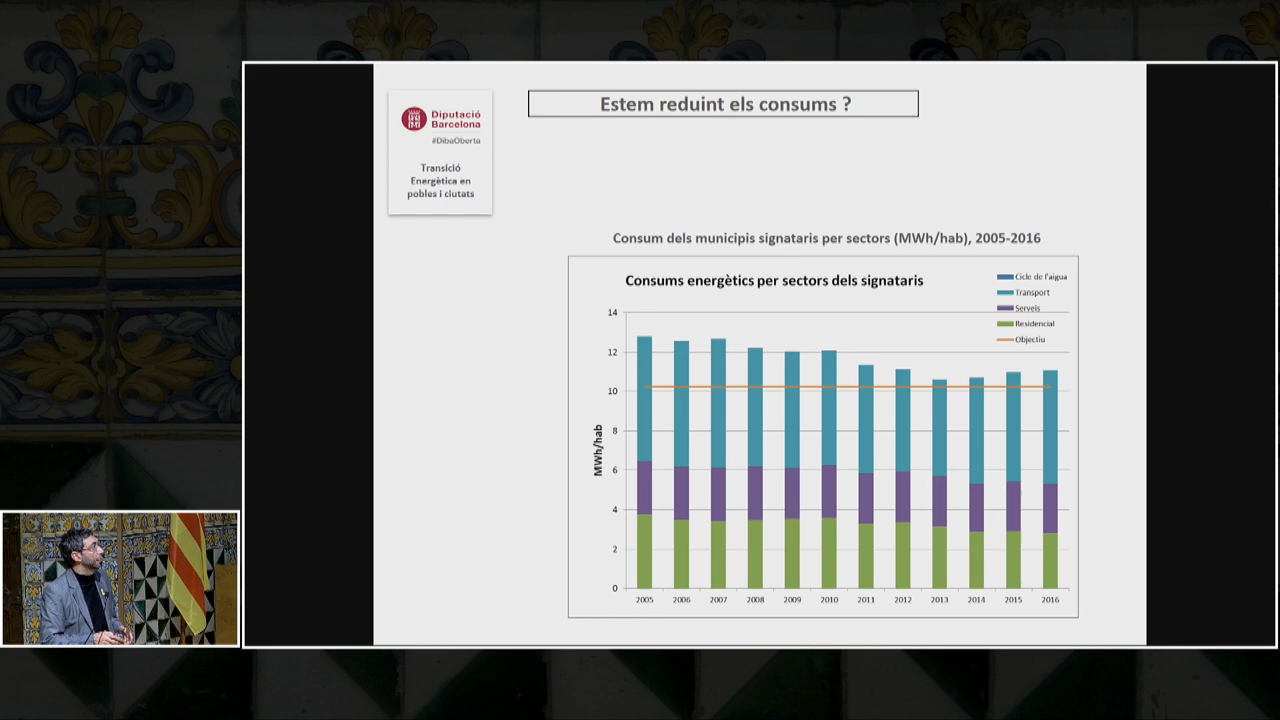 Estem reduint els consums ?
Diputació
Barcelona
#DibaOberta
Transició
Energètica en
pobles i ciutats
Consum dels municipis signataris per sectors (MWh/hab), 2005-2016
Consums energètics per sectors dels signataris
Cicle de l'aigua
Transport
Serveis
Residencial
Objectiu
MWh/hab
14
12
10
8
6
4
2
0
2005 2006 2007 2008 2009 2010 2011 2012 2013 2014 2015 2016